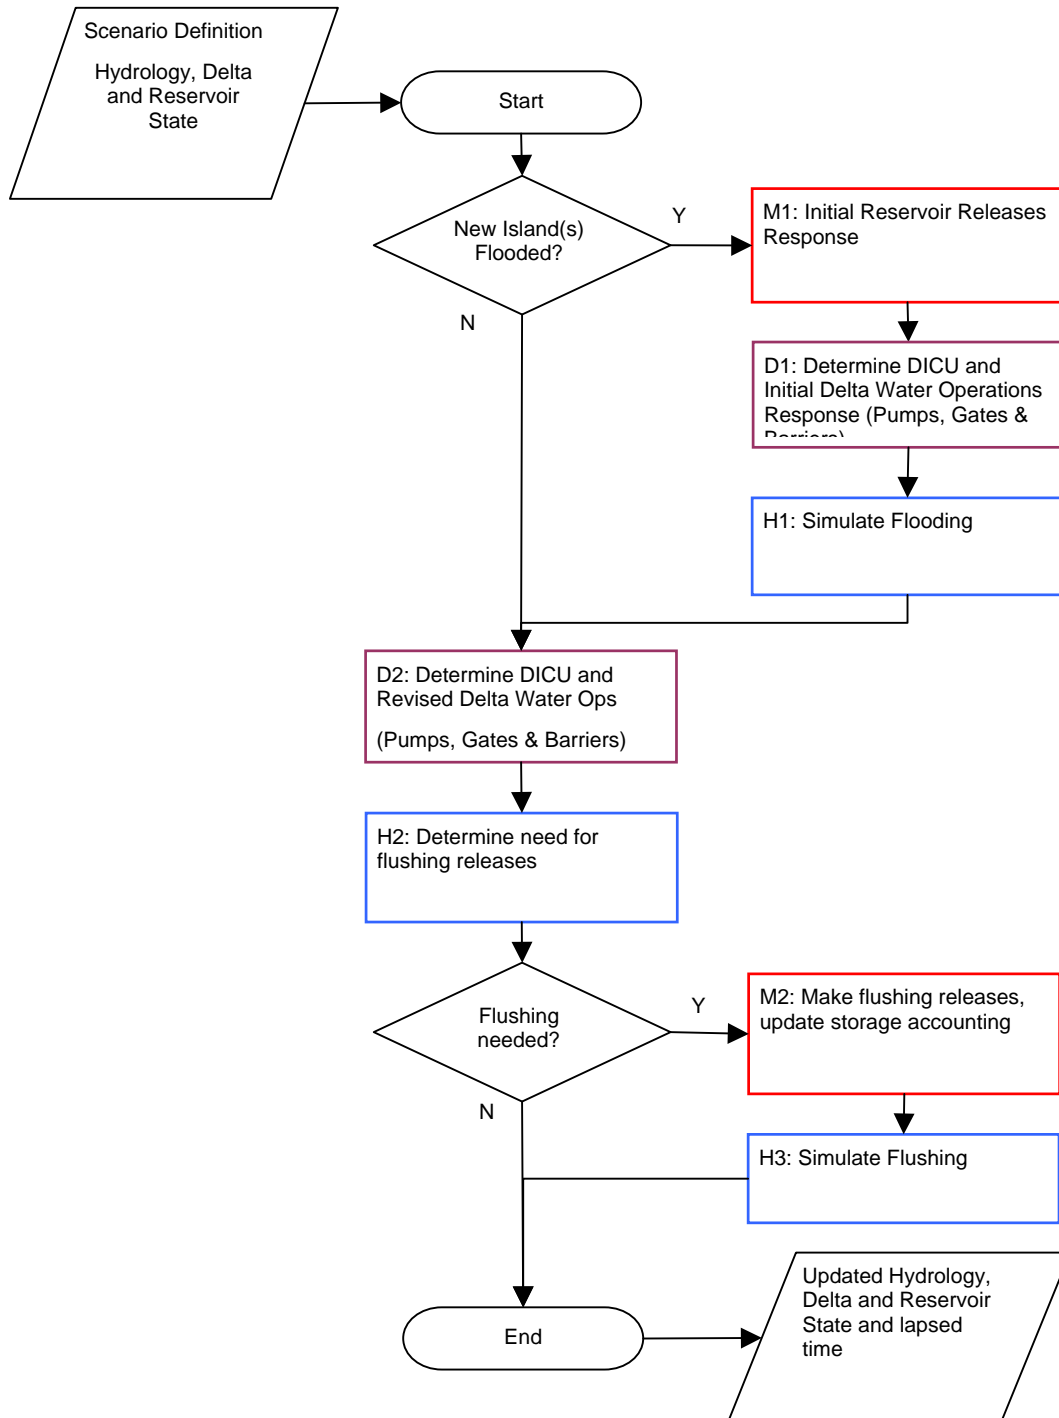 Scenario Definition
Hydrology, Delta
and Reservoir
State
Start
New Island(s)
Flooded?
Y
N
M1: Initial Reservoir Releases
Response
D1: Determine DICU and
Initial Delta Water Operations
Response (Pumps, Gates &
Barriers)
H1: Simulate Flooding
D2: Determine DICU and
Revised Delta Water Ops
(Pumps, Gates & Barriers)
H2: Determine need for
flushing releases
Flushing
needed?
Y
N
M2: Make flushing releases,
update storage accounting
H3: Simulate Flushing
End
Updated Hydrology,
Delta and Reservoir
State and lapsed
time